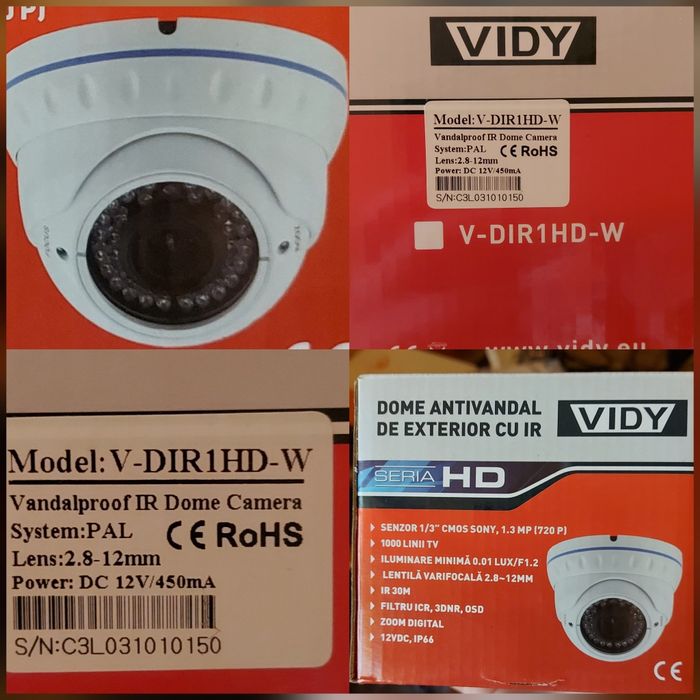 VIDY
Model:V-DIR1HD-W
Vandalproof IR Dome Camera
System:PAL CE RoHS
Lens:2.8-12mm
Power: DC 12V/450mA
S/N:C3L031010150
V-DIR1HD-W
www.vidy.eu
Model:V-DIR1HD-W
Vandalproof IR Dome Camera
System:PAL CE RoHS
Lens:2.8-12mm
Power: DC 12V/450mA
S/N:C3L031010150
DOME ANTIVANDAL
DE EXTERIOR CU IR
VIDY
SERIA HD
SENZOR 1/3" CMOS SONY, 1.3 MP (720 P)
1000 LINII TV
ILUMINARE MINIMĂ 0.01 LUX/F1.2
LENTILĂ VARIFOCALĂ 2.8~12MM
IR 30M
FILTRU ICR, 3DNR, OSD
ZOOM DIGITAL
12VDC, IP66
CE